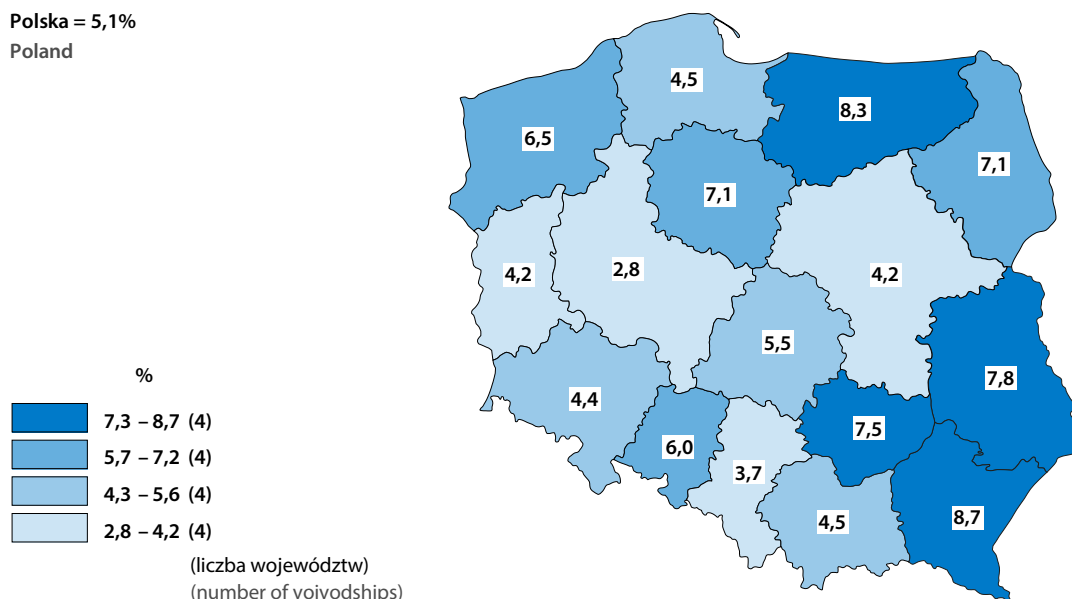 Polska = 5,1%
Poland
4,5
8,3
6,5
7,1
7,1
4,2
2,8
4,2
5,5
7,8
4,4
7,5
6,0
3,7
4,5
8,7
%
7,3 – 8,7 (4)
5,7 – 7,2 (4)
4,3 – 5,6 (4)
2,8 – 4,2 (4)
(liczba województw)
(number of voivodships)